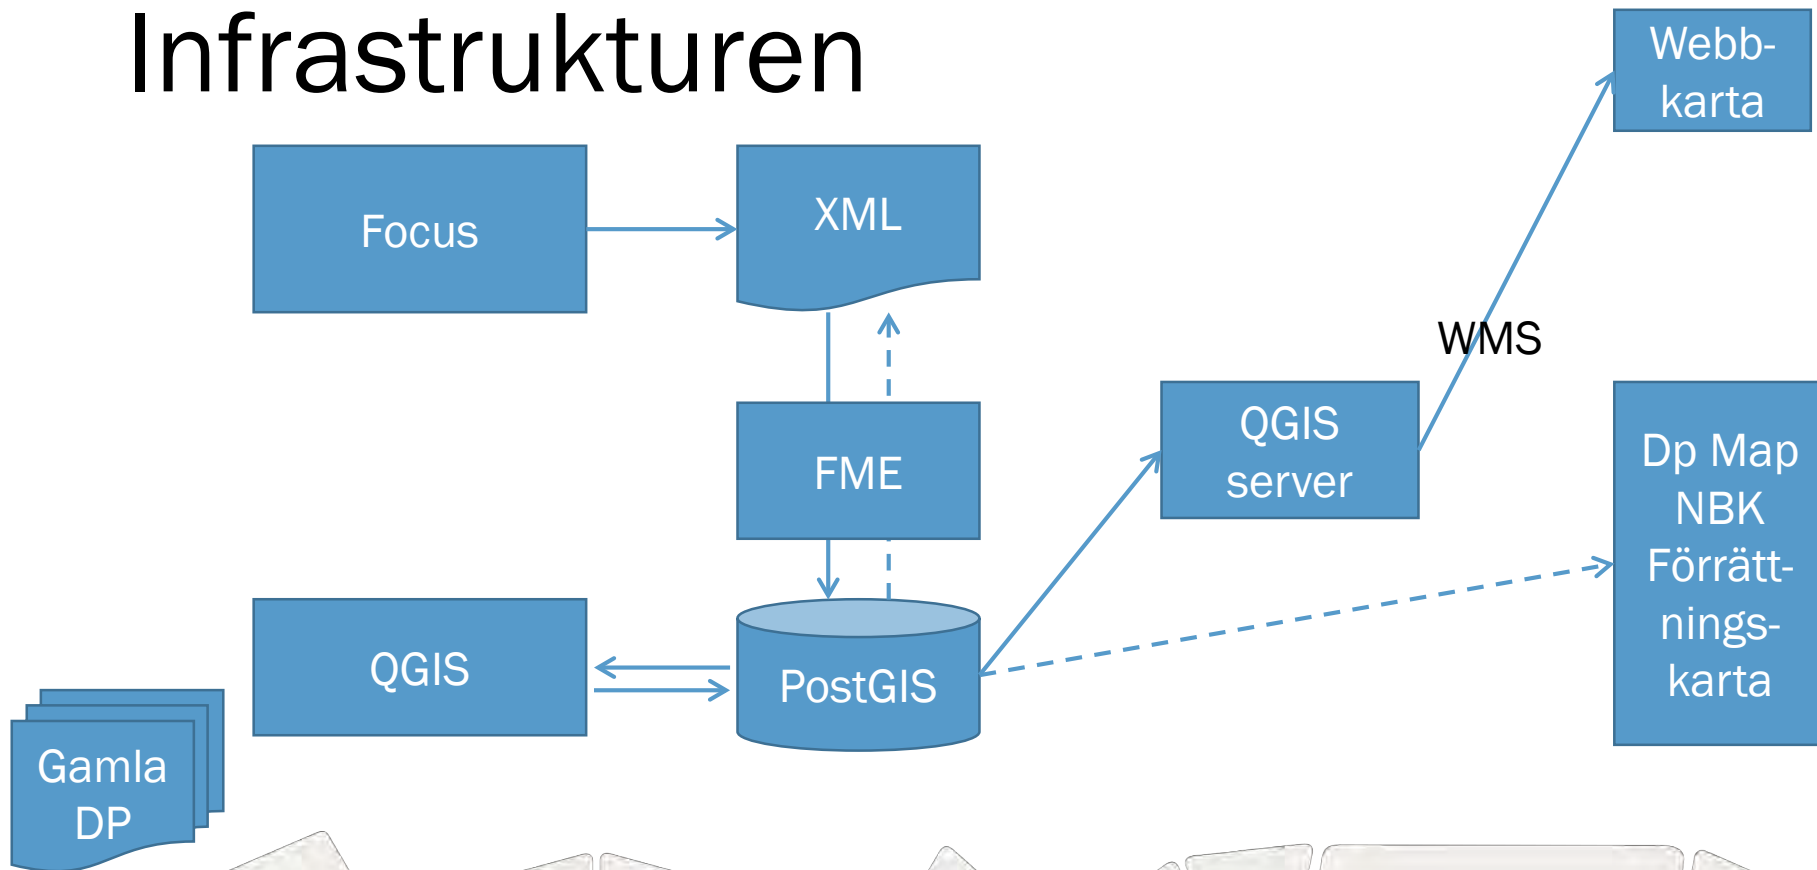 Infrastrukturen
Webb-
karta
Focus
XML
WMS
FME
QGIS
server
Dp Map
NBK
Förrätt-
nings-
karta
QGIS
PostGIS
Gamla
DP